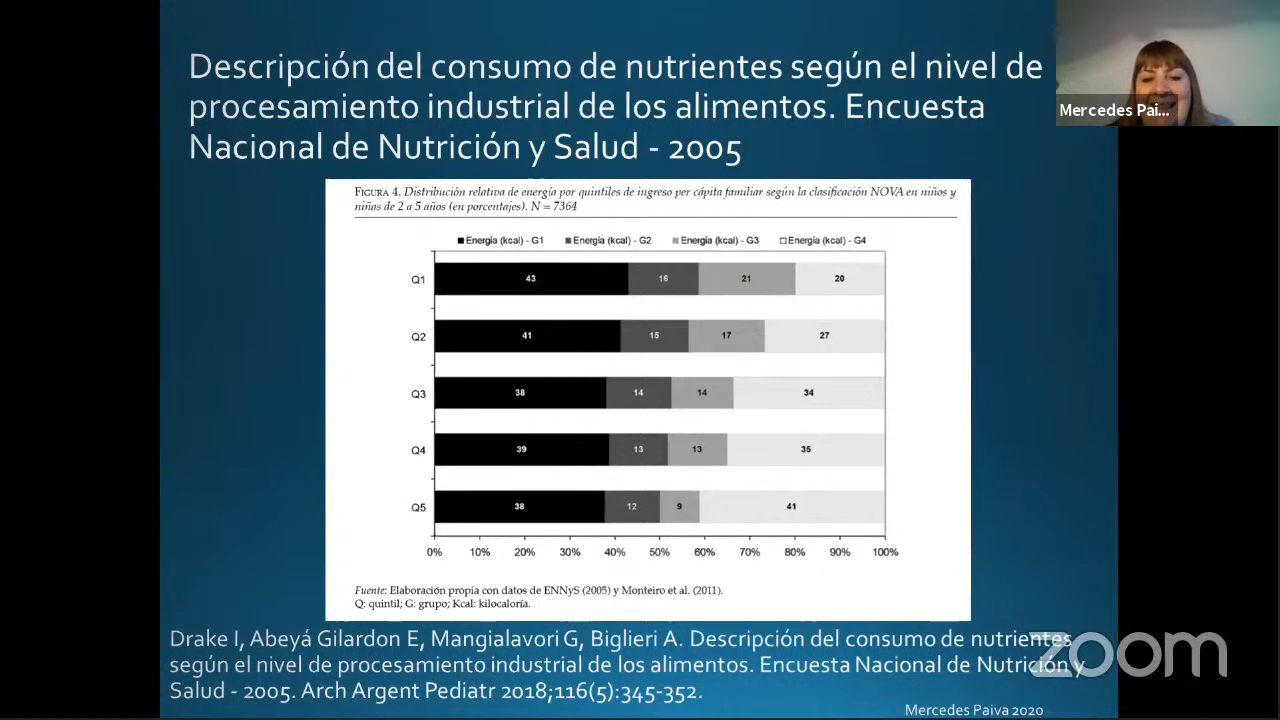 Descripción del consumo de nutrientes según el nivel de
procesamiento industrial de los alimentos. Encuesta
Nacional de Nutrición y Salud - 2005
Mercedes Pai...
FIGURA 4. Distribución relativa de energía por quintiles de ingreso per cápita familiar según la clasificación NOVA en niños y
niñas de 2 a 5 años (en porcentajes). N = 7364
Energía (kcal) - G1 Energía (kcal) - G2 Energía (kcal) - G3 Energía (kcal) - G4
Q1 43 16 21 20
Q2 41 15 17 27
Q3 38 14 14 34
Q4 39 13 13 35
Q5 38 12 9 41
0% 10% 20% 30% 40% 50% 60% 70% 80% 90% 100%
Fuente: Elaboración propia con datos de ENNyS (2005) y Monteiro et al. (2011).
Q: quintil; G: grupo; Kcal: kilocaloría.
Drake I, Abeyá Gilardon E, Mangialavori G, Biglieri A. Descripción del consumo de nutrientes
según el nivel de procesamiento industrial de los alimentos. Encuesta Nacional de Nutrición y
Salud - 2005. Arch Argent Pediatr 2018;116(5):345-352.
zoom
Mercedes Paiva 2020